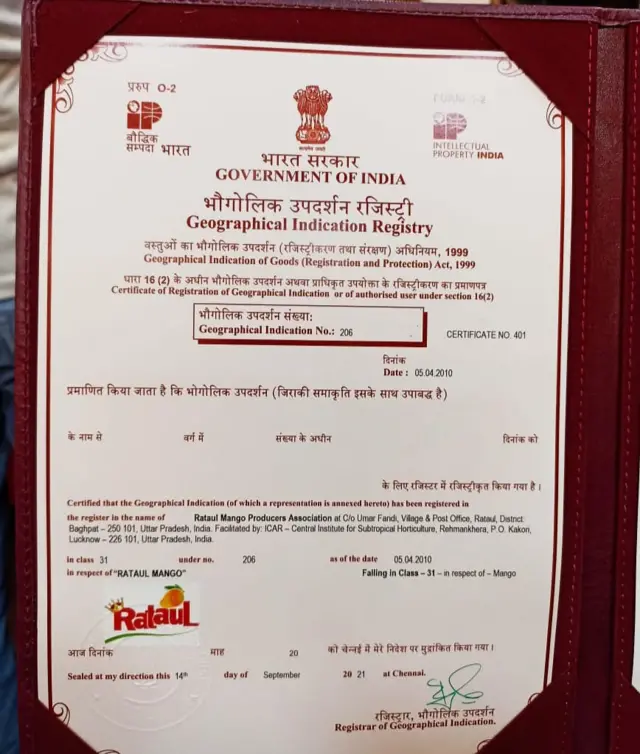 प्ररुप O-2
FORM O-2
बौद्धिक
सम्पदा भारत
INTELLECTUAL
PROPERTY INDIA
सत्यमेव जयते
भारत सरकार
GOVERNMENT OF INDIA
भौगोलिक उपदर्शन रजिस्ट्री
Geographical Indication Registry
वस्तुओं का भौगोलिक उपदर्शन (रजिस्ट्रीकरण तथा संरक्षण) अधिनियम, 1999
Geographical Indication of Goods (Registration and Protection) Act, 1999
धारा 16 (2) के अधीन भौगोलिक उपदर्शन अथवा प्राधिकृत उपयोक्ता के रजिस्ट्रीकरण का प्रमाणपत्र
Certificate of Registration of Geographical Indication or of authorised user under section 16(2)
भौगोलिक उपदर्शन संख्या:
Geographical Indication No.: 206
CERTIFICATE NO. 401
दिनांक
Date : 05.04.2010
प्रमाणित किया जाता है कि भोगोलिक उपदर्शन (जिराकी समाकृति इसके साथ उपाबद्ध है)
के नाम से वर्ग में संख्या के अधीन दिनांक को
के लिए रजिस्टर में रजिस्ट्रीकृत किया गया है।
Certified that the Geographical Indication (of which a representation is annexed hereto) has been registered in
the register in the name of Rataul Mango Producers Association at C/o Umar Fandi, Village & Post Office, Rataul, District:
Baghpat – 250 101, Uttar Pradesh, India. Facilitated by: ICAR – Central Institute for Subtropical Horticulture, Rehmankhera, P.O. Kakori,
Lucknow – 226 101, Uttar Pradesh, India.
in class 31 under no. 206 as of the date 05.04.2010
in respect of "RATAUL MANGO" Falling in Class – 31 – in respect of – Mango
Rataul
आज दिनांक माह 20 को चेन्नई में मेरे निदेश पर मुद्रांकित किया गया।
Sealed at my direction this 14th day of September 20 21 at Chennai.
रजिस्ट्रार, भौगोलिक उपदर्शन
Registrar of Geographical Indication.